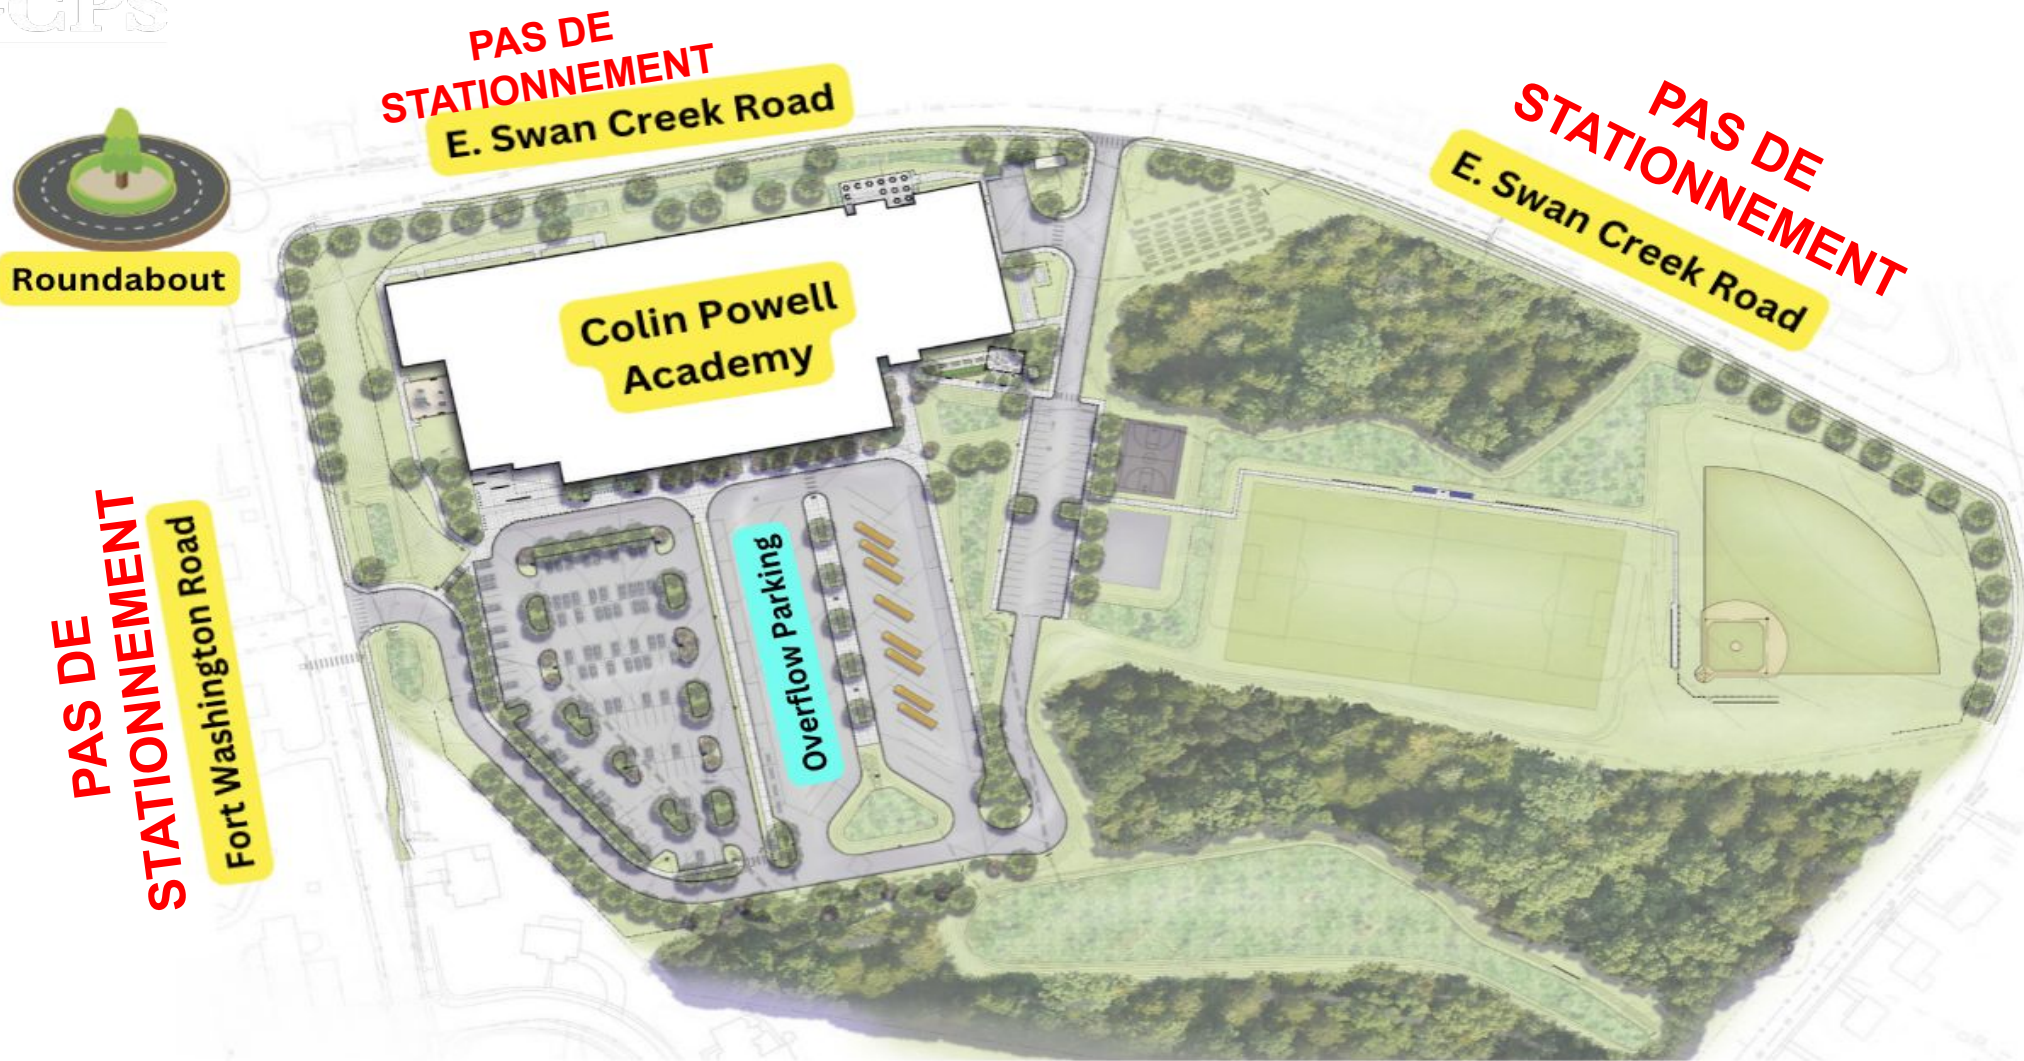 PAS DE
STATIONNEMENT
E. Swan Creek Road
PAS DE
STATIONNEMENT
E. Swan Creek Road
Roundabout
Colin Powell
Academy
PAS DE
STATIONNEMENT
Fort Washington Road
Overflow Parking